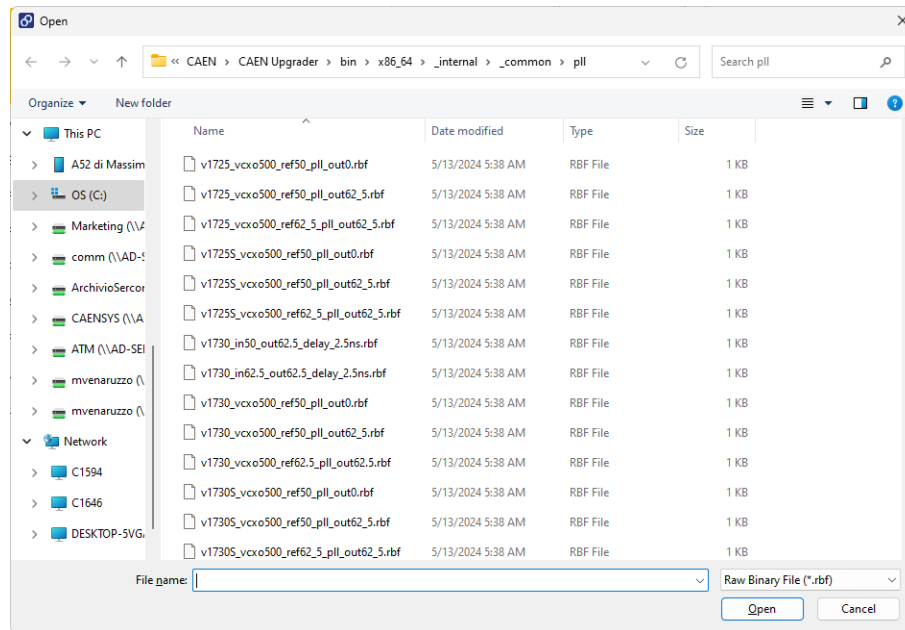 Open
« CAEN > CAEN Upgrader > bin > x86_64 > _internal > _common > pll
Search pll
Organize New folder
Name Date modified Type Size
This PC
A52 di Massim
OS (C:)
Marketing (\\A
comm (\\AD-S
ArchivioSercor
CAENSYS (\\A
ATM (\\AD-SEI
mvenaruzzo (\
mvenaruzzo (\
Network
C1594
C1646
DESKTOP-5VG
v1725_vcxo500_ref50_pll_out0.rbf 5/13/2024 5:38 AM RBF File 1 KB
v1725_vcxo500_ref50_pll_out62_5.rbf 5/13/2024 5:38 AM RBF File 1 KB
v1725_vcxo500_ref62_5_pll_out62_5.rbf 5/13/2024 5:38 AM RBF File 1 KB
v1725S_vcxo500_ref50_pll_out0.rbf 5/13/2024 5:38 AM RBF File 1 KB
v1725S_vcxo500_ref50_pll_out62_5.rbf 5/13/2024 5:38 AM RBF File 1 KB
v1725S_vcxo500_ref62_5_pll_out62_5.rbf 5/13/2024 5:38 AM RBF File 1 KB
v1730_in50_out62.5_delay_2.5ns.rbf 5/13/2024 5:38 AM RBF File 1 KB
v1730_in62.5_out62.5_delay_2.5ns.rbf 5/13/2024 5:38 AM RBF File 1 KB
v1730_vcxo500_ref50_pll_out0.rbf 5/13/2024 5:38 AM RBF File 1 KB
v1730_vcxo500_ref50_pll_out62_5.rbf 5/13/2024 5:38 AM RBF File 1 KB
v1730_vcxo500_ref62.5_pll_out62.5.rbf 5/13/2024 5:38 AM RBF File 1 KB
v1730S_vcxo500_ref50_pll_out0.rbf 5/13/2024 5:38 AM RBF File 1 KB
v1730S_vcxo500_ref50_pll_out62_5.rbf 5/13/2024 5:38 AM RBF File 1 KB
v1730S_vcxo500_ref62_5_pll_out62_5.rbf 5/13/2024 5:38 AM RBF File 1 KB
File name: Raw Binary File (*.rbf)
Open Cancel